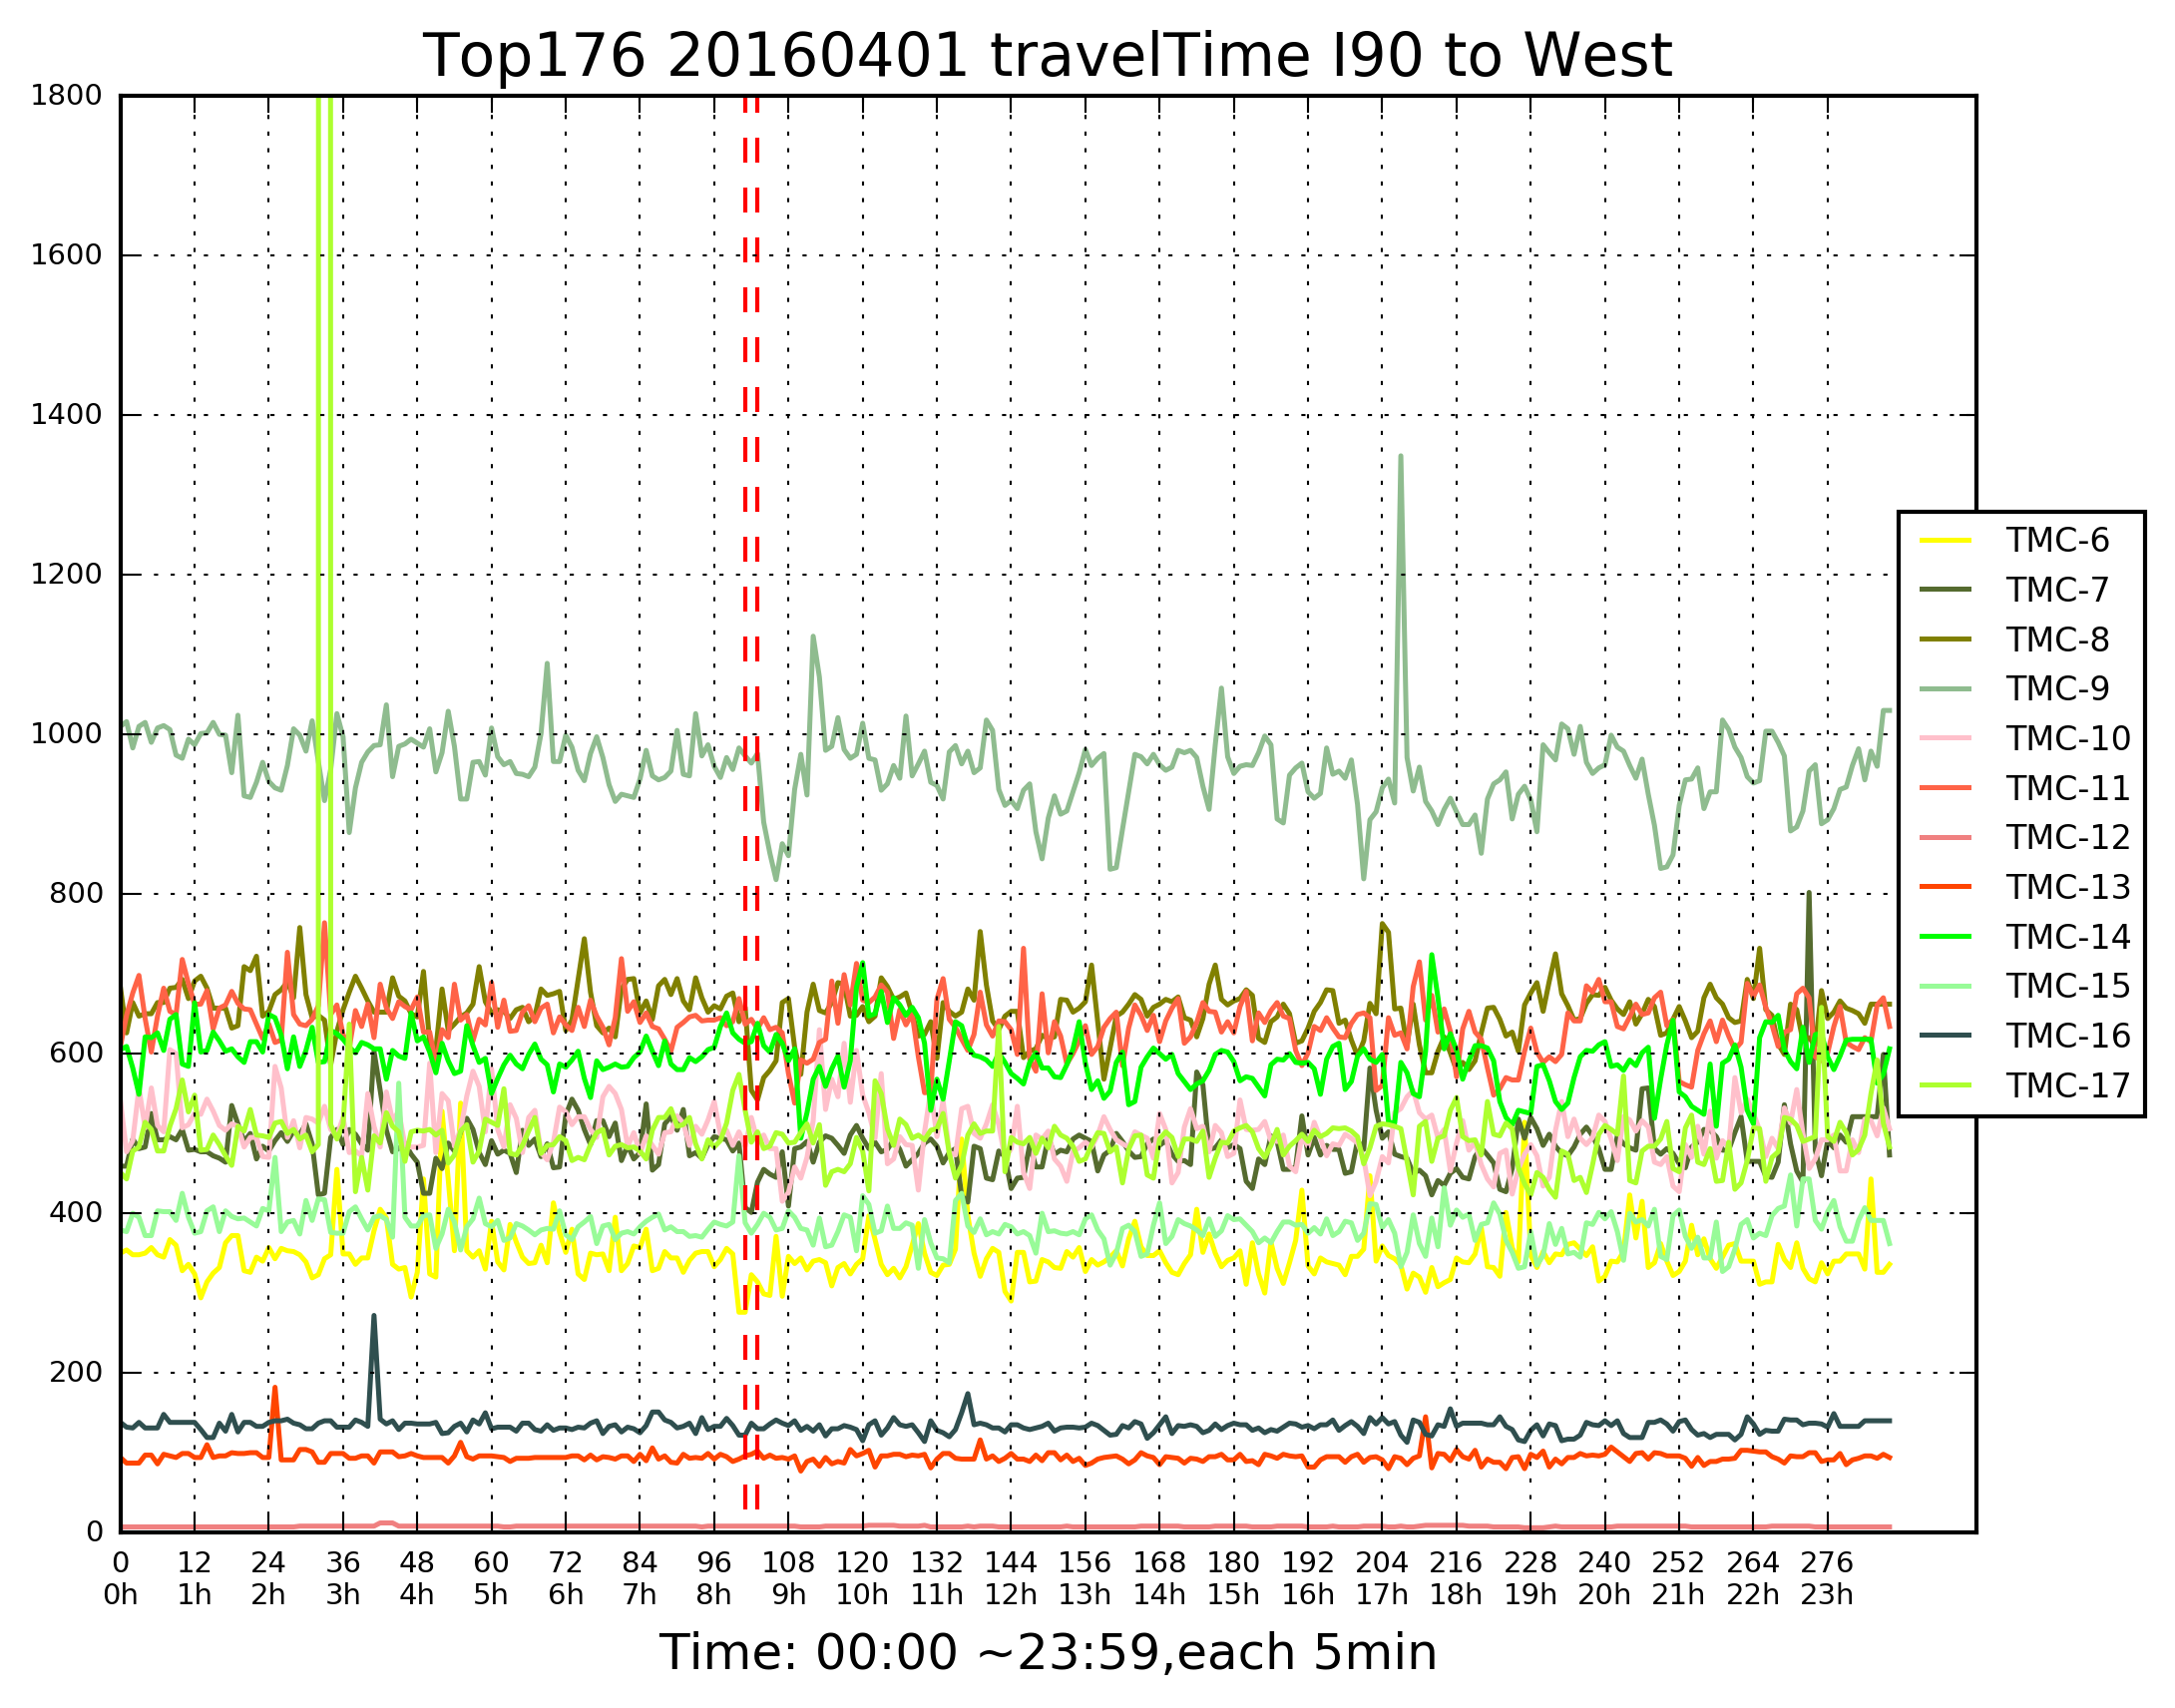 Top176 20160401 travelTime I90 to West
1800
1600
1400
1200
1000
800
600
400
200
0
TMC-6
TMC-7
TMC-8
TMC-9
TMC-10
TMC-11
TMC-12
TMC-13
TMC-14
TMC-15
TMC-16
TMC-17
0 12 24 36 48 60 72 84 96 108 120 132 144 156 168 180 192 204 216 228 240 252 264 276
0h 1h 2h 3h 4h 5h 6h 7h 8h 9h 10h 11h 12h 13h 14h 15h 16h 17h 18h 19h 20h 21h 22h 23h
Time: 00:00 ~23:59,each 5min